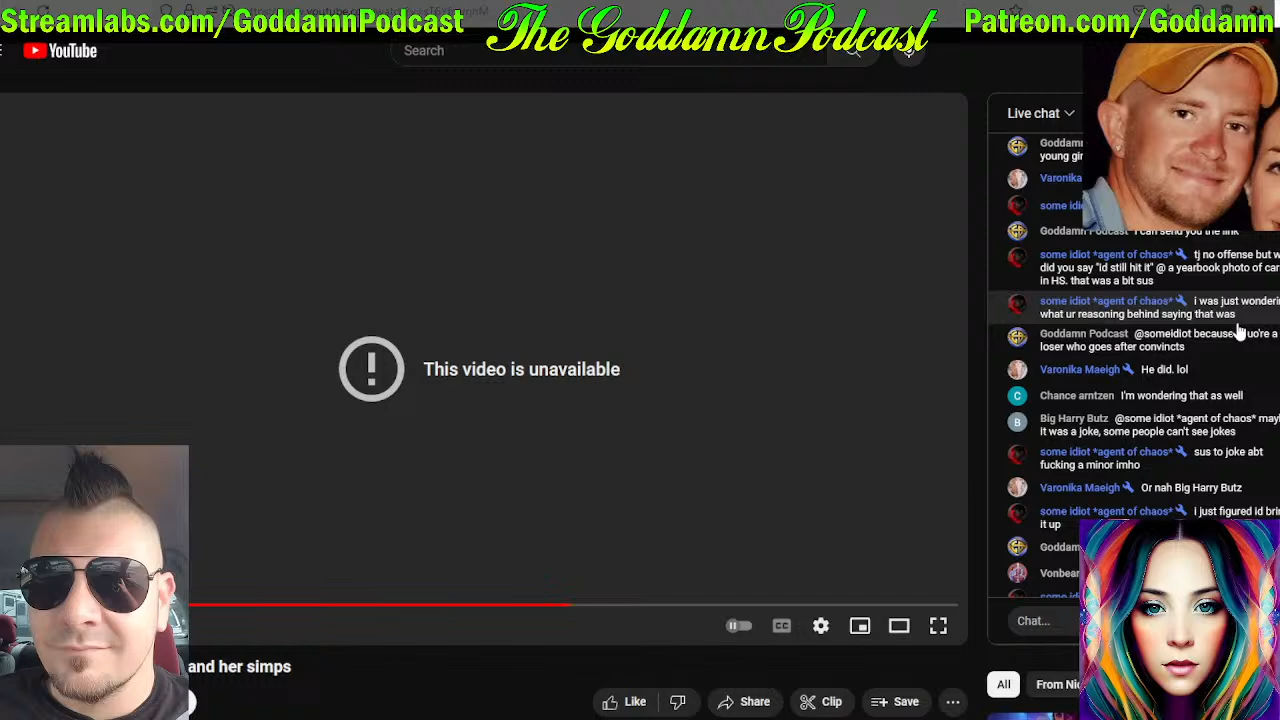 Streamlabs.com/GoddamnPodcast
The Goddamn Podcast
Patreon.com/Goddamn
YouTube
Search
This video is unavailable
and her simps
Like
Share
Clip
Save
Live chat
Goddamn
young gir
Varonika
some idi
Goddamn Podcast I can send you the link
some idiot *agent of chaos* tj no offense but w
did you say "Id still hit it" @ a yearbook photo of car
in HS. that was a bit sus
some idiot *agent of chaos* i was just wonderin
what ur reasoning behind saying that was
Goddamn Podcast @someidiot because uo're a
loser who goes after convicts
Varonika Maeigh He did. lol
Chance arntzen I'm wondering that as well
Big Harry Butz @some idiot *agent of chaos* may
it was a joke, some people can't see jokes
some idiot *agent of chaos* sus to joke abt
fucking a minor imho
Varonika Maeigh Or nah Big Harry Butz
some idiot *agent of chaos* i just figured id brin
it up
Goddam
Vonbear
Chat...
All
From Nic